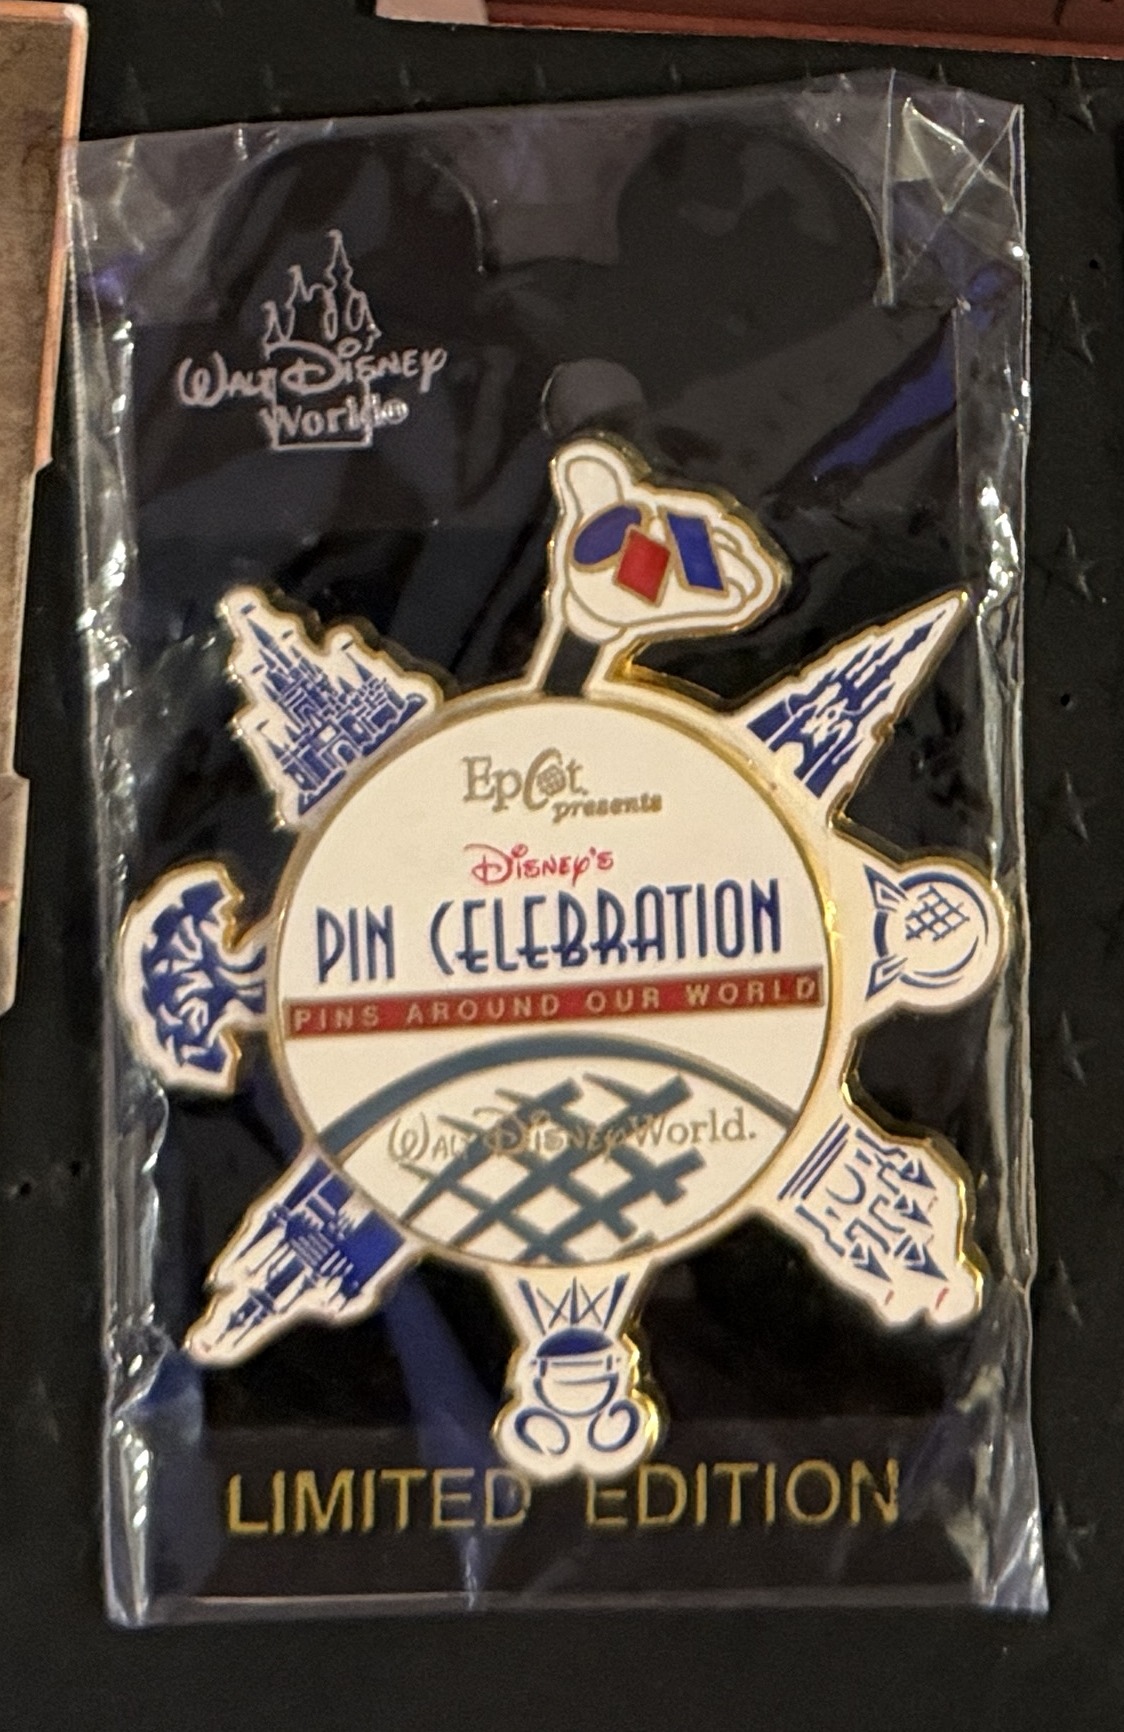 WALT DISNEY
World®
Epcot
presents
DISNEY'S
PIN CELEBRATION
PINS AROUND OUR WORLD
WALT DISNEY World.
LIMITED EDITION